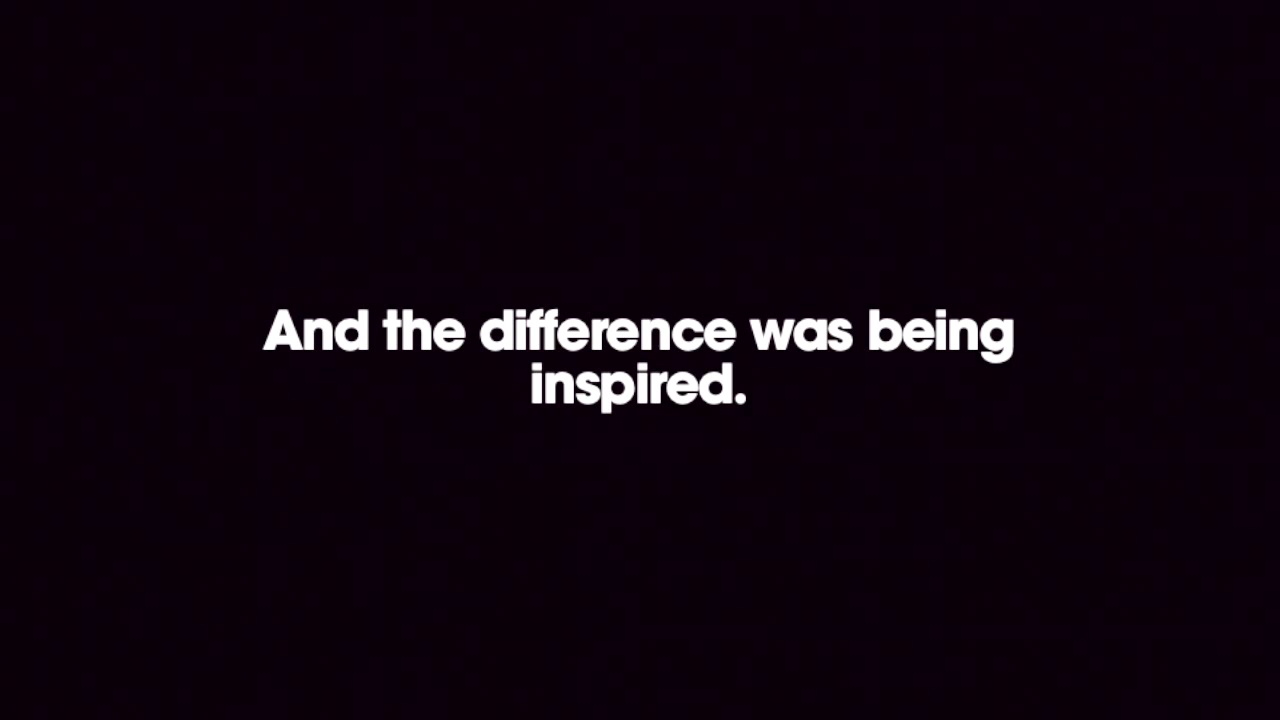 And the difference was being
inspired.